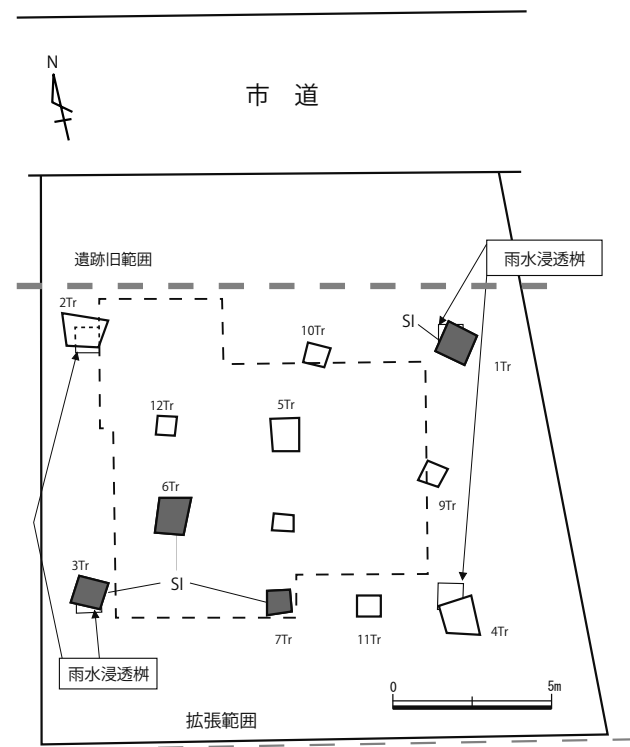 N
市 道
遺跡旧範囲
雨水浸透桝
2Tr
SI
10Tr
1Tr
12Tr
5Tr
6Tr
9Tr
3Tr
SI
7Tr
11Tr
4Tr
雨水浸透桝
0
5m
拡張範囲